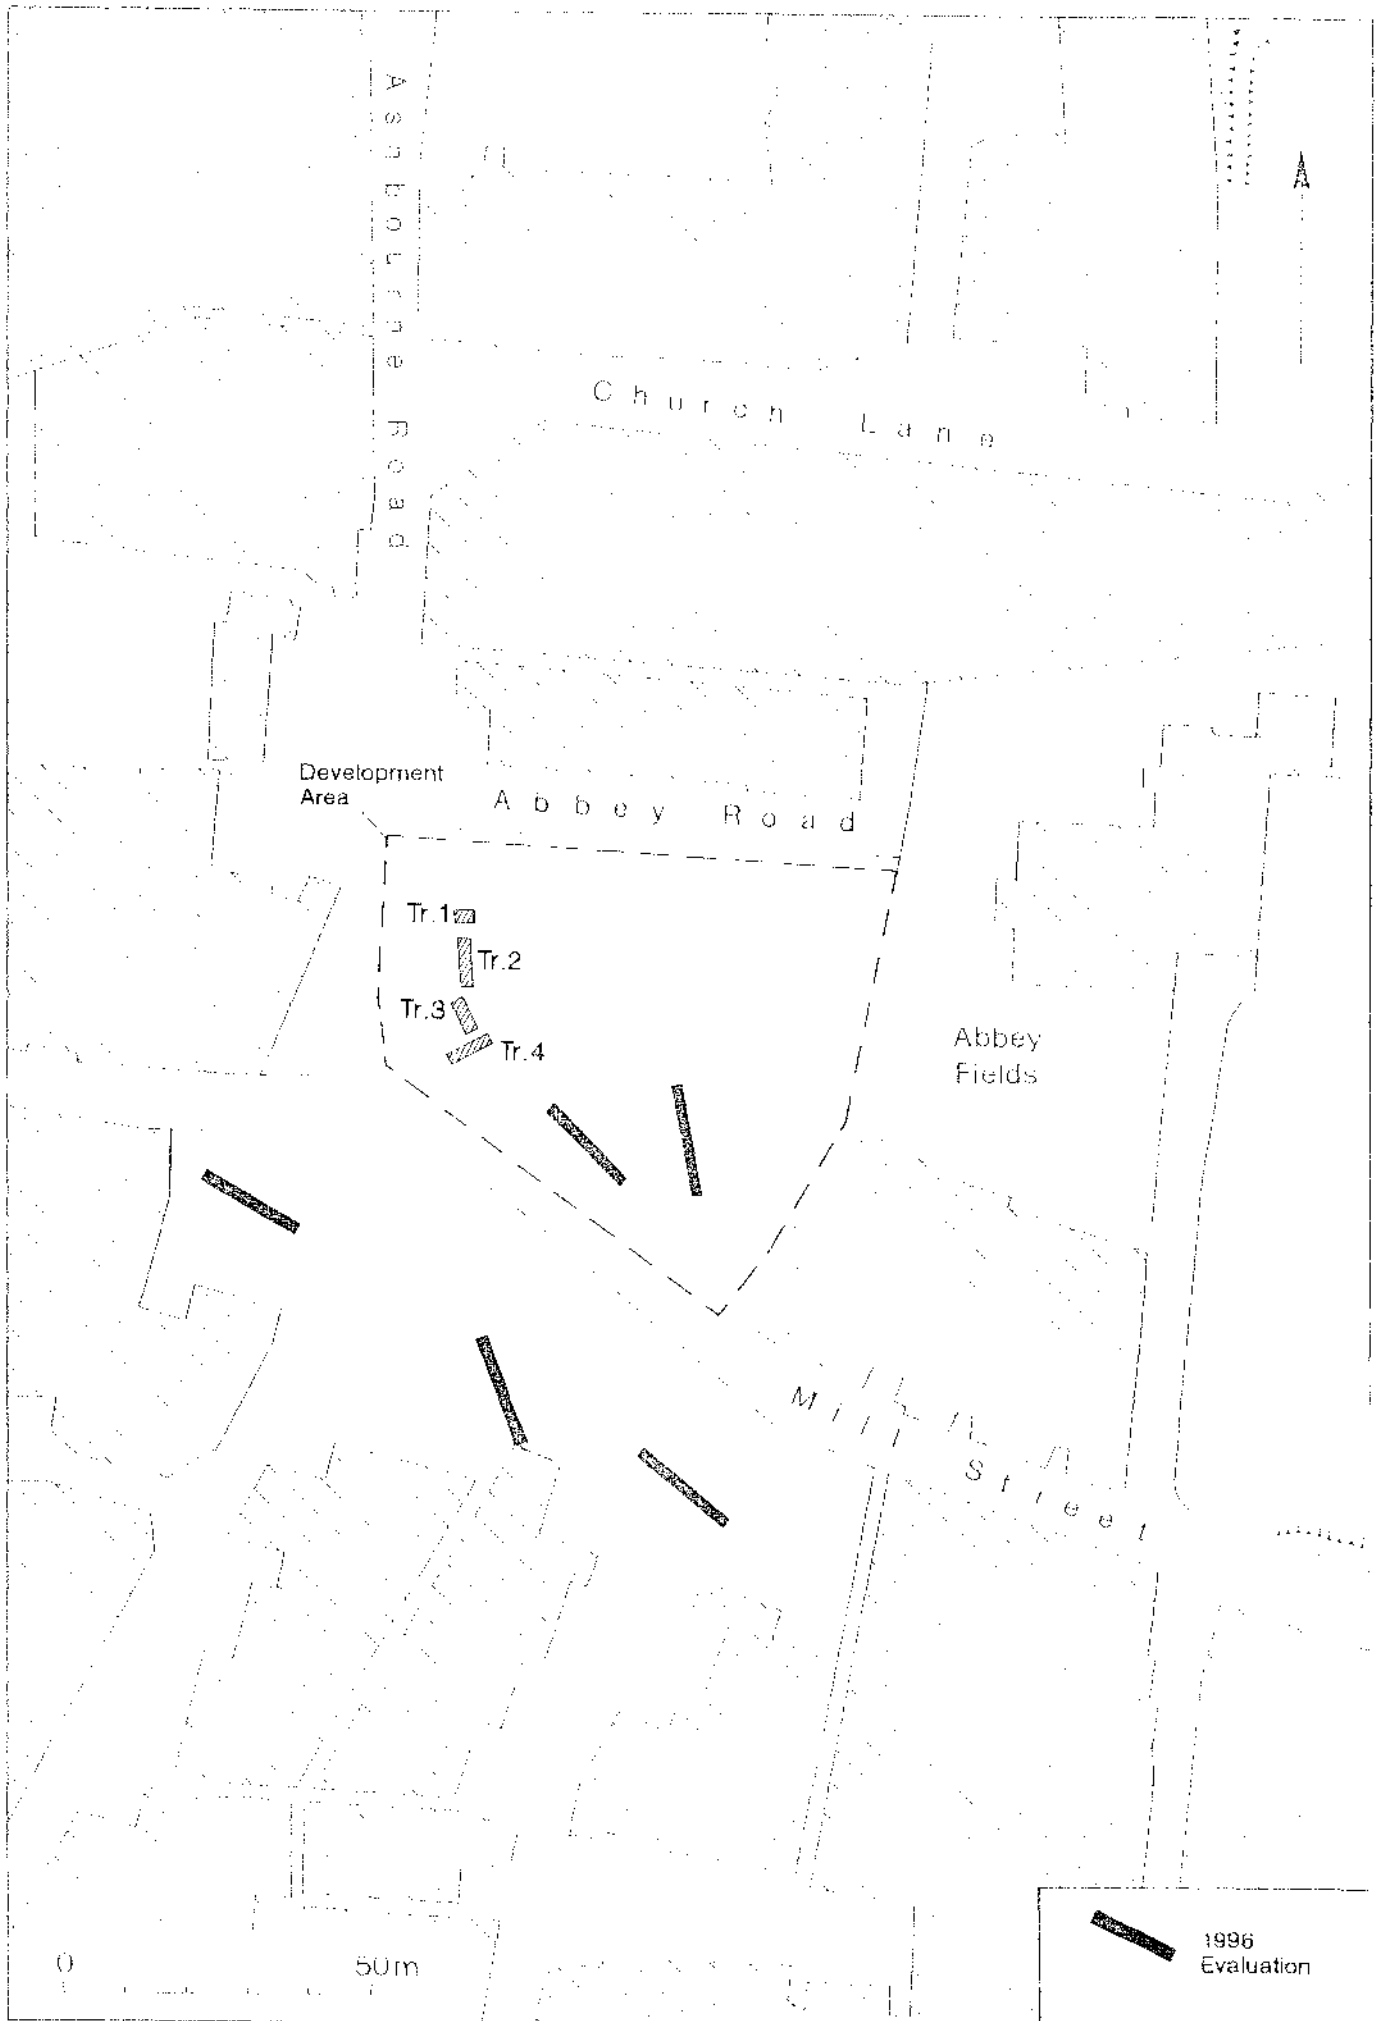 Ashbourne Road
Church Lane
Development
Area
Abbey Road
Tr.1
Tr.2
Tr.3
Tr.4
Abbey
Fields
Mill Street
0 50m
1996
Evaluation